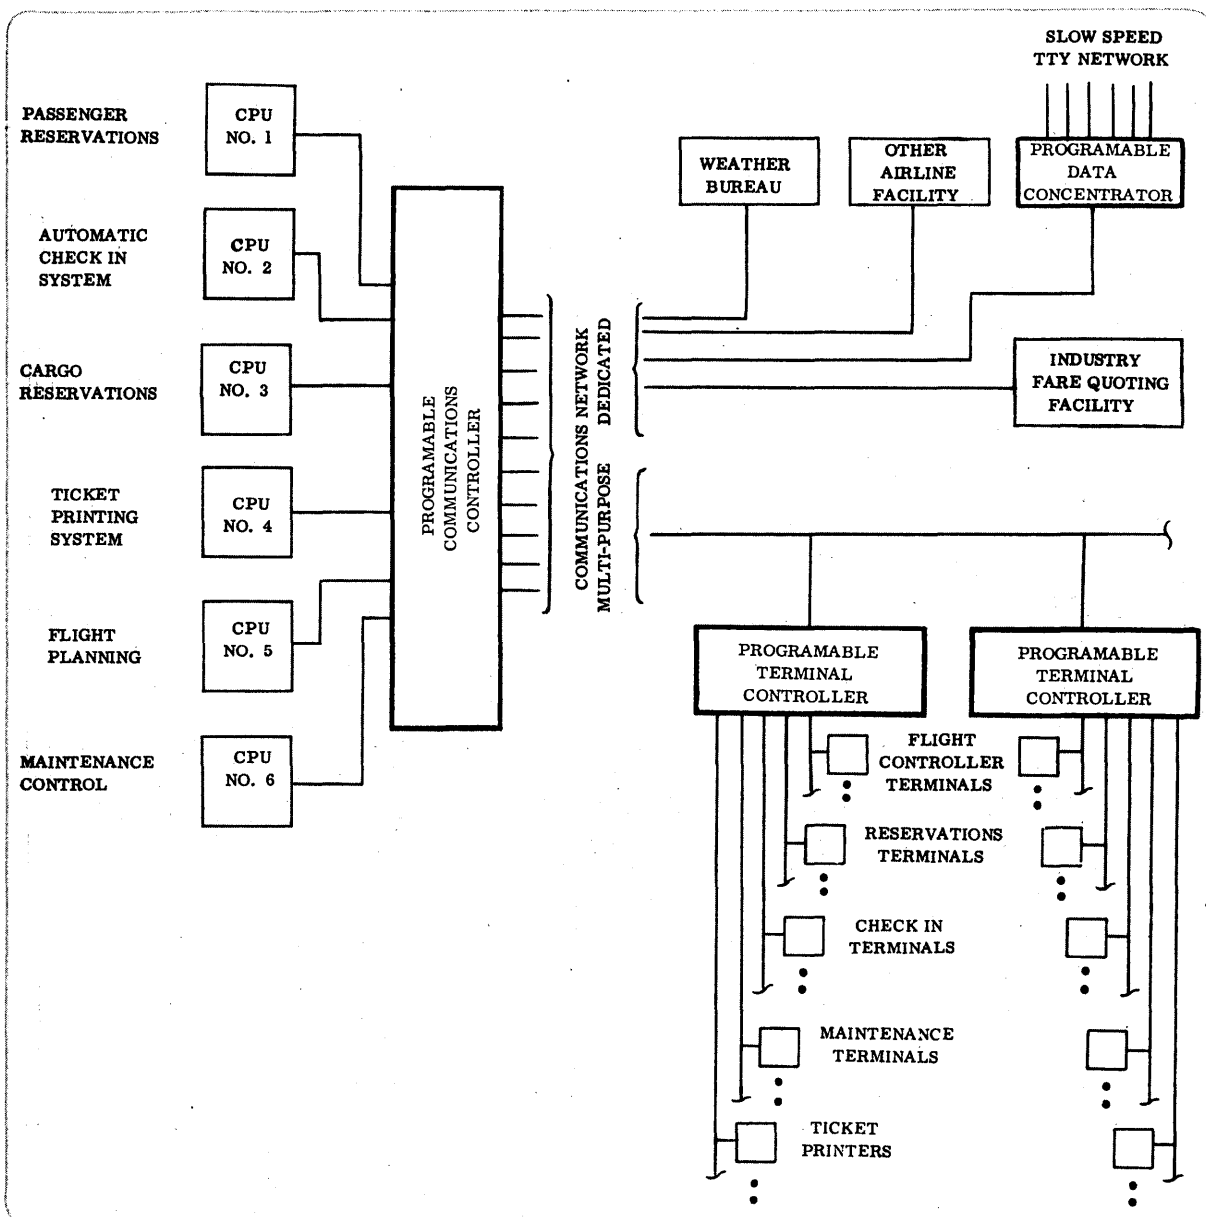 SLOW SPEED
TTY NETWORK
PASSENGER
RESERVATIONS
CPU
NO. 1
WEATHER
BUREAU
OTHER
AIRLINE
FACILITY
PROGRAMABLE
DATA
CONCENTRATOR
AUTOMATIC
CHECK IN
SYSTEM
CPU
NO. 2
CARGO
RESERVATIONS
CPU
NO. 3
INDUSTRY
FARE QUOTING
FACILITY
PROGRAMABLE
COMMUNICATIONS
CONTROLLER
COMMUNICATIONS NETWORK
DEDICATED
MULTI-PURPOSE
TICKET
PRINTING
SYSTEM
CPU
NO. 4
FLIGHT
PLANNING
CPU
NO. 5
MAINTENANCE
CONTROL
CPU
NO. 6
PROGRAMABLE
TERMINAL
CONTROLLER
PROGRAMABLE
TERMINAL
CONTROLLER
FLIGHT
CONTROLLER
TERMINALS
RESERVATIONS
TERMINALS
CHECK IN
TERMINALS
MAINTENANCE
TERMINALS
TICKET
PRINTERS